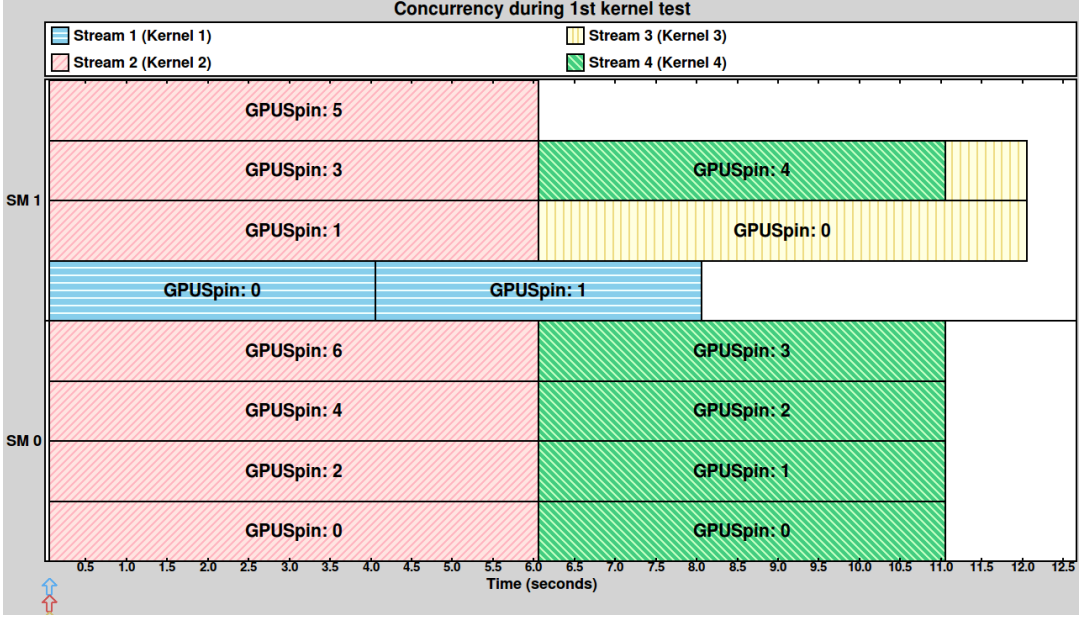 Concurrency during 1st kernel test
Stream 1 (Kernel 1)
Stream 3 (Kernel 3)
Stream 2 (Kernel 2)
Stream 4 (Kernel 4)
GPUSpin: 5
GPUSpin: 3
GPUSpin: 4
SM 1
GPUSpin: 1
GPUSpin: 0
GPUSpin: 0
GPUSpin: 1
GPUSpin: 6
GPUSpin: 3
GPUSpin: 4
GPUSpin: 2
SM 0
GPUSpin: 2
GPUSpin: 1
GPUSpin: 0
GPUSpin: 0
0.5 1.0 1.5 2.0 2.5 3.0 3.5 4.0 4.5 5.0 5.5 6.0 6.5 7.0 7.5 8.0 8.5 9.0 9.5 10.0 10.5 11.0 11.5 12.0 12.5
Time (seconds)